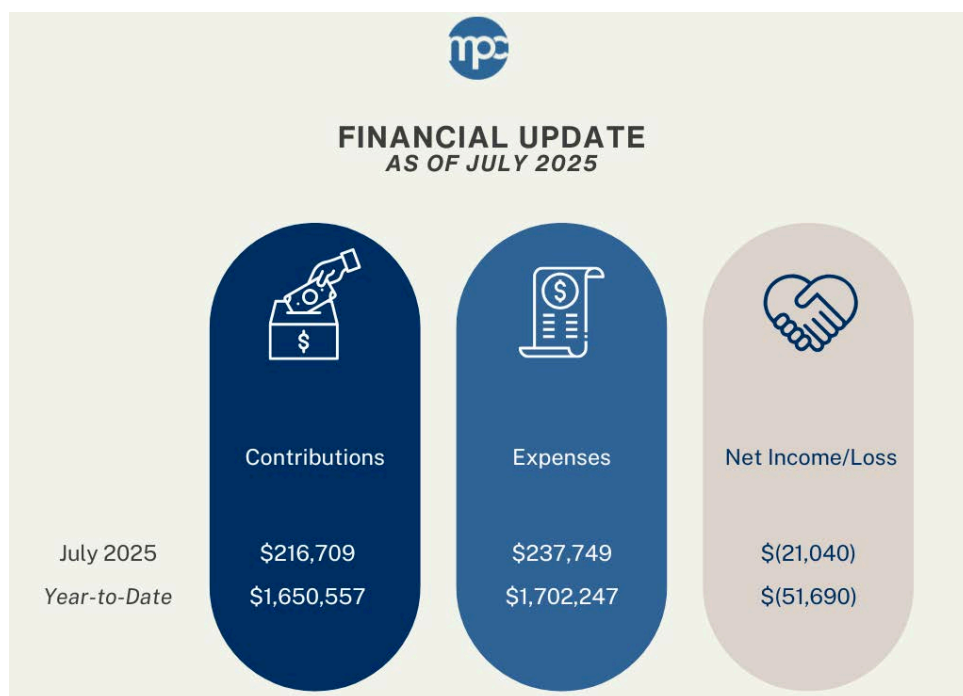 mpc
FINANCIAL UPDATE
AS OF JULY 2025
$
$
Contributions Expenses Net Income/Loss
July 2025 $216,709 $237,749 $(21,040)
Year-to-Date $1,650,557 $1,702,247 $(51,690)